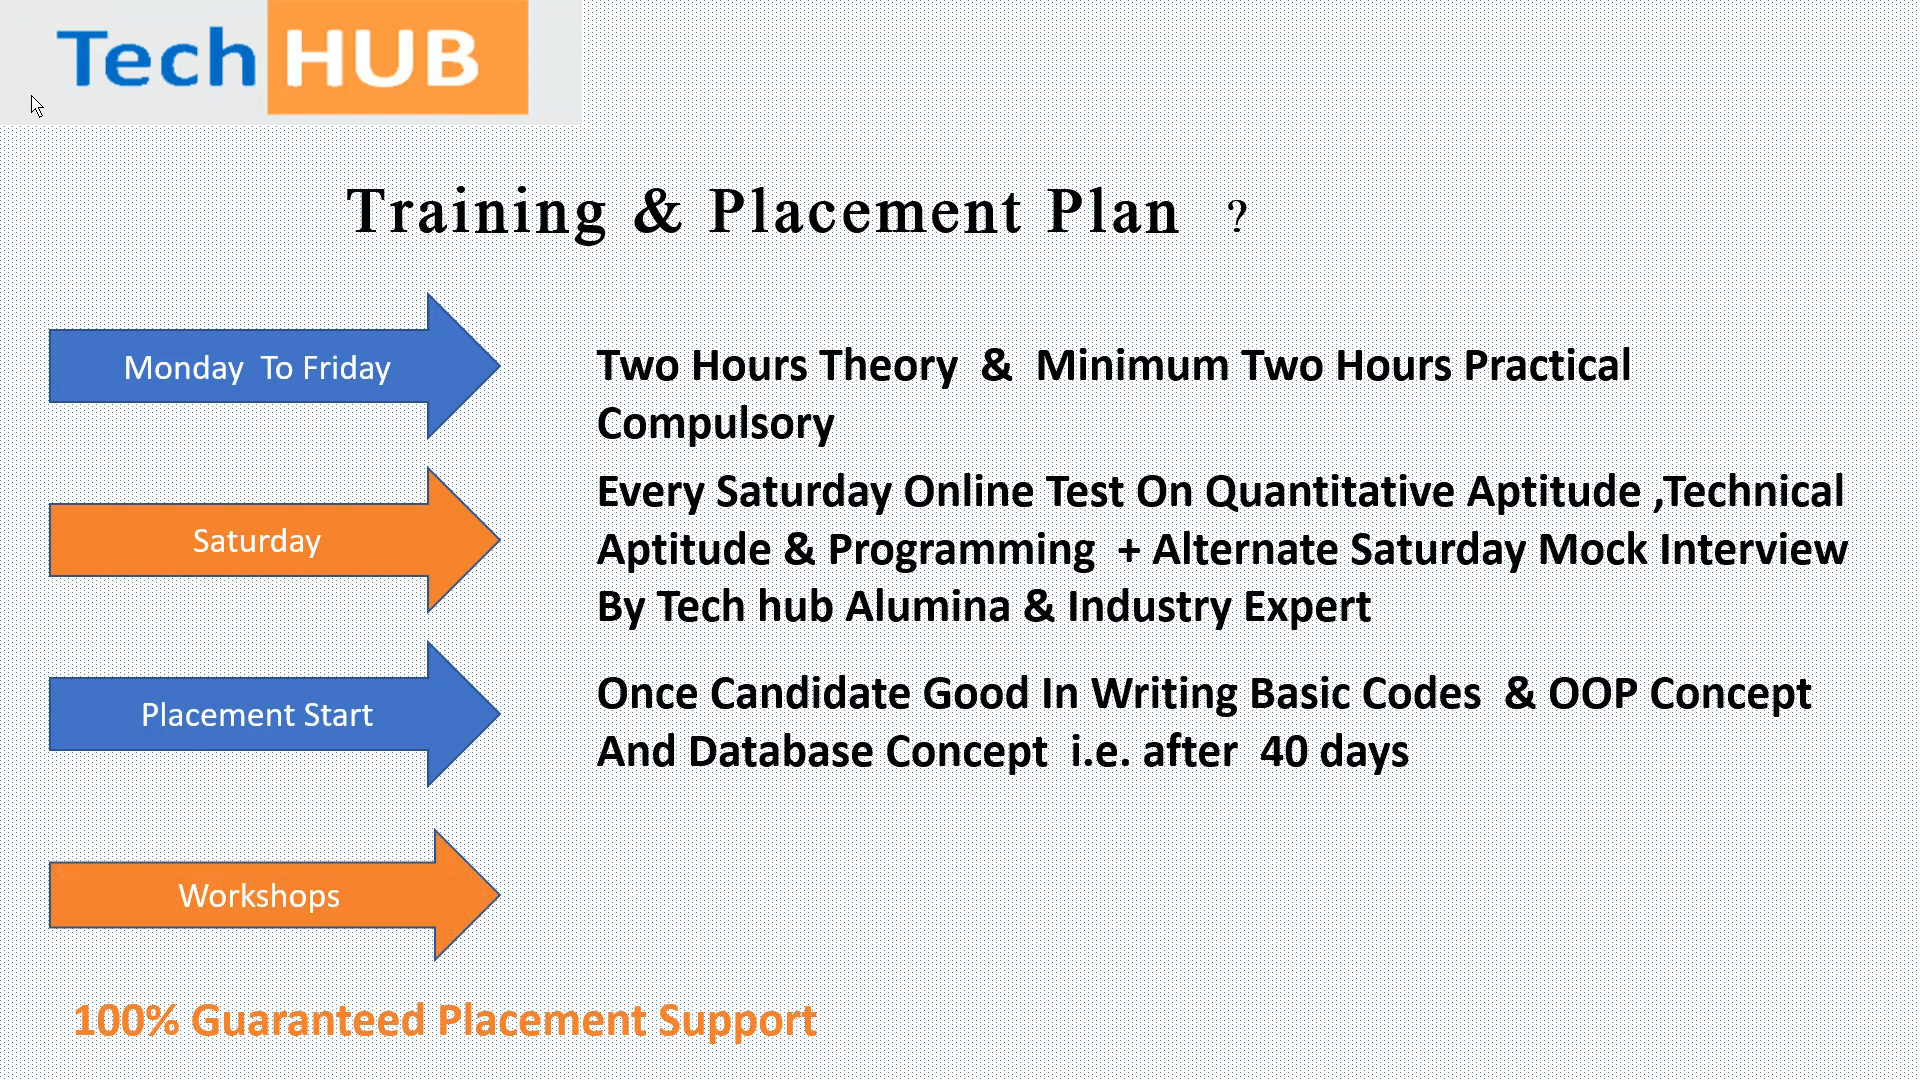 Tech HUB
Training & Placement Plan ?
Monday To Friday
Two Hours Theory & Minimum Two Hours Practical
Compulsory
Saturday
Every Saturday Online Test On Quantitative Aptitude ,Technical
Aptitude & Programming + Alternate Saturday Mock Interview
By Tech hub Alumina & Industry Expert
Placement Start
Once Candidate Good In Writing Basic Codes & OOP Concept
And Database Concept i.e. after 40 days
Workshops
100% Guaranteed Placement Support